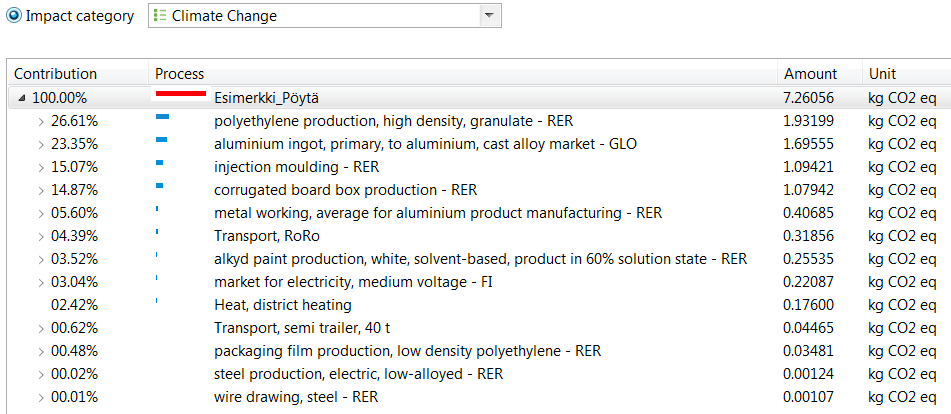 Impact category Climate Change
Contribution Process Amount Unit
100.00% Esimerkki_Pöytä 7.26056 kg CO2 eq
26.61% polyethylene production, high density, granulate - RER 1.93199 kg CO2 eq
23.35% aluminium ingot, primary, to aluminium, cast alloy market - GLO 1.69555 kg CO2 eq
15.07% injection moulding - RER 1.09421 kg CO2 eq
14.87% corrugated board box production - RER 1.07942 kg CO2 eq
05.60% metal working, average for aluminium product manufacturing - RER 0.40685 kg CO2 eq
04.39% Transport, RoRo 0.31856 kg CO2 eq
03.52% alkyd paint production, white, solvent-based, product in 60% solution state - RER 0.25535 kg CO2 eq
03.04% market for electricity, medium voltage - FI 0.22087 kg CO2 eq
02.42% Heat, district heating 0.17600 kg CO2 eq
00.62% Transport, semi trailer, 40 t 0.04465 kg CO2 eq
00.48% packaging film production, low density polyethylene - RER 0.03481 kg CO2 eq
00.02% steel production, electric, low-alloyed - RER 0.00124 kg CO2 eq
00.01% wire drawing, steel - RER 0.00107 kg CO2 eq